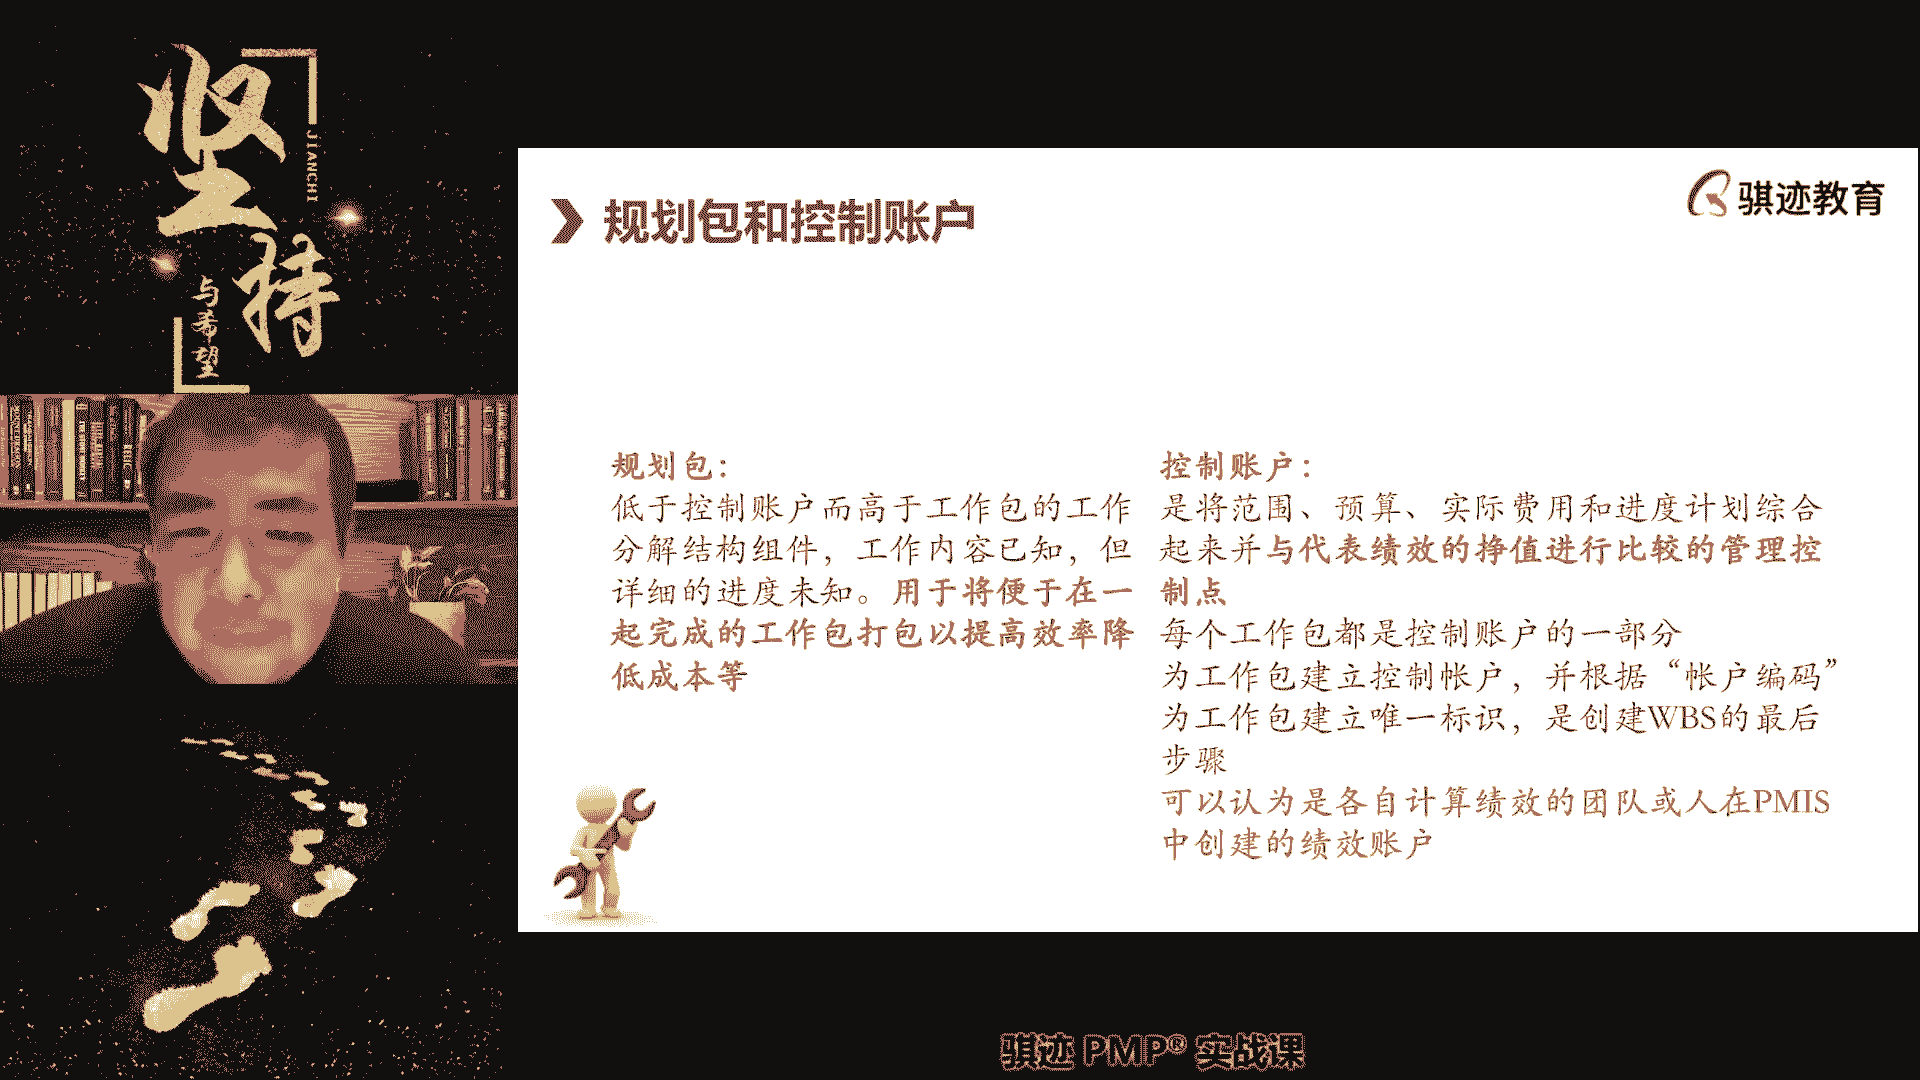 坚
持
JIANCHI
与希望
骐迹教育
规划包和控制账户
规划包：
低于控制账户而高于工作包的工作
分解结构组件，工作内容已知，但
详细的进度未知。用于将便于在一
起完成的工作包打包以提高效率降
低成本等
控制账户：
是将范围、预算、实际费用和进度计划综合
起来并与代表绩效的挣值进行比较的管理控
制点
每个工作包都是控制账户的一部分
为工作包建立控制帐户，并根据“帐户编码”
为工作包建立唯一标识，是创建WBS的最后
步骤
可以认为是各自计算绩效的团队或人在PMIS
中创建的绩效账户
骐迹 PMP® 实战课